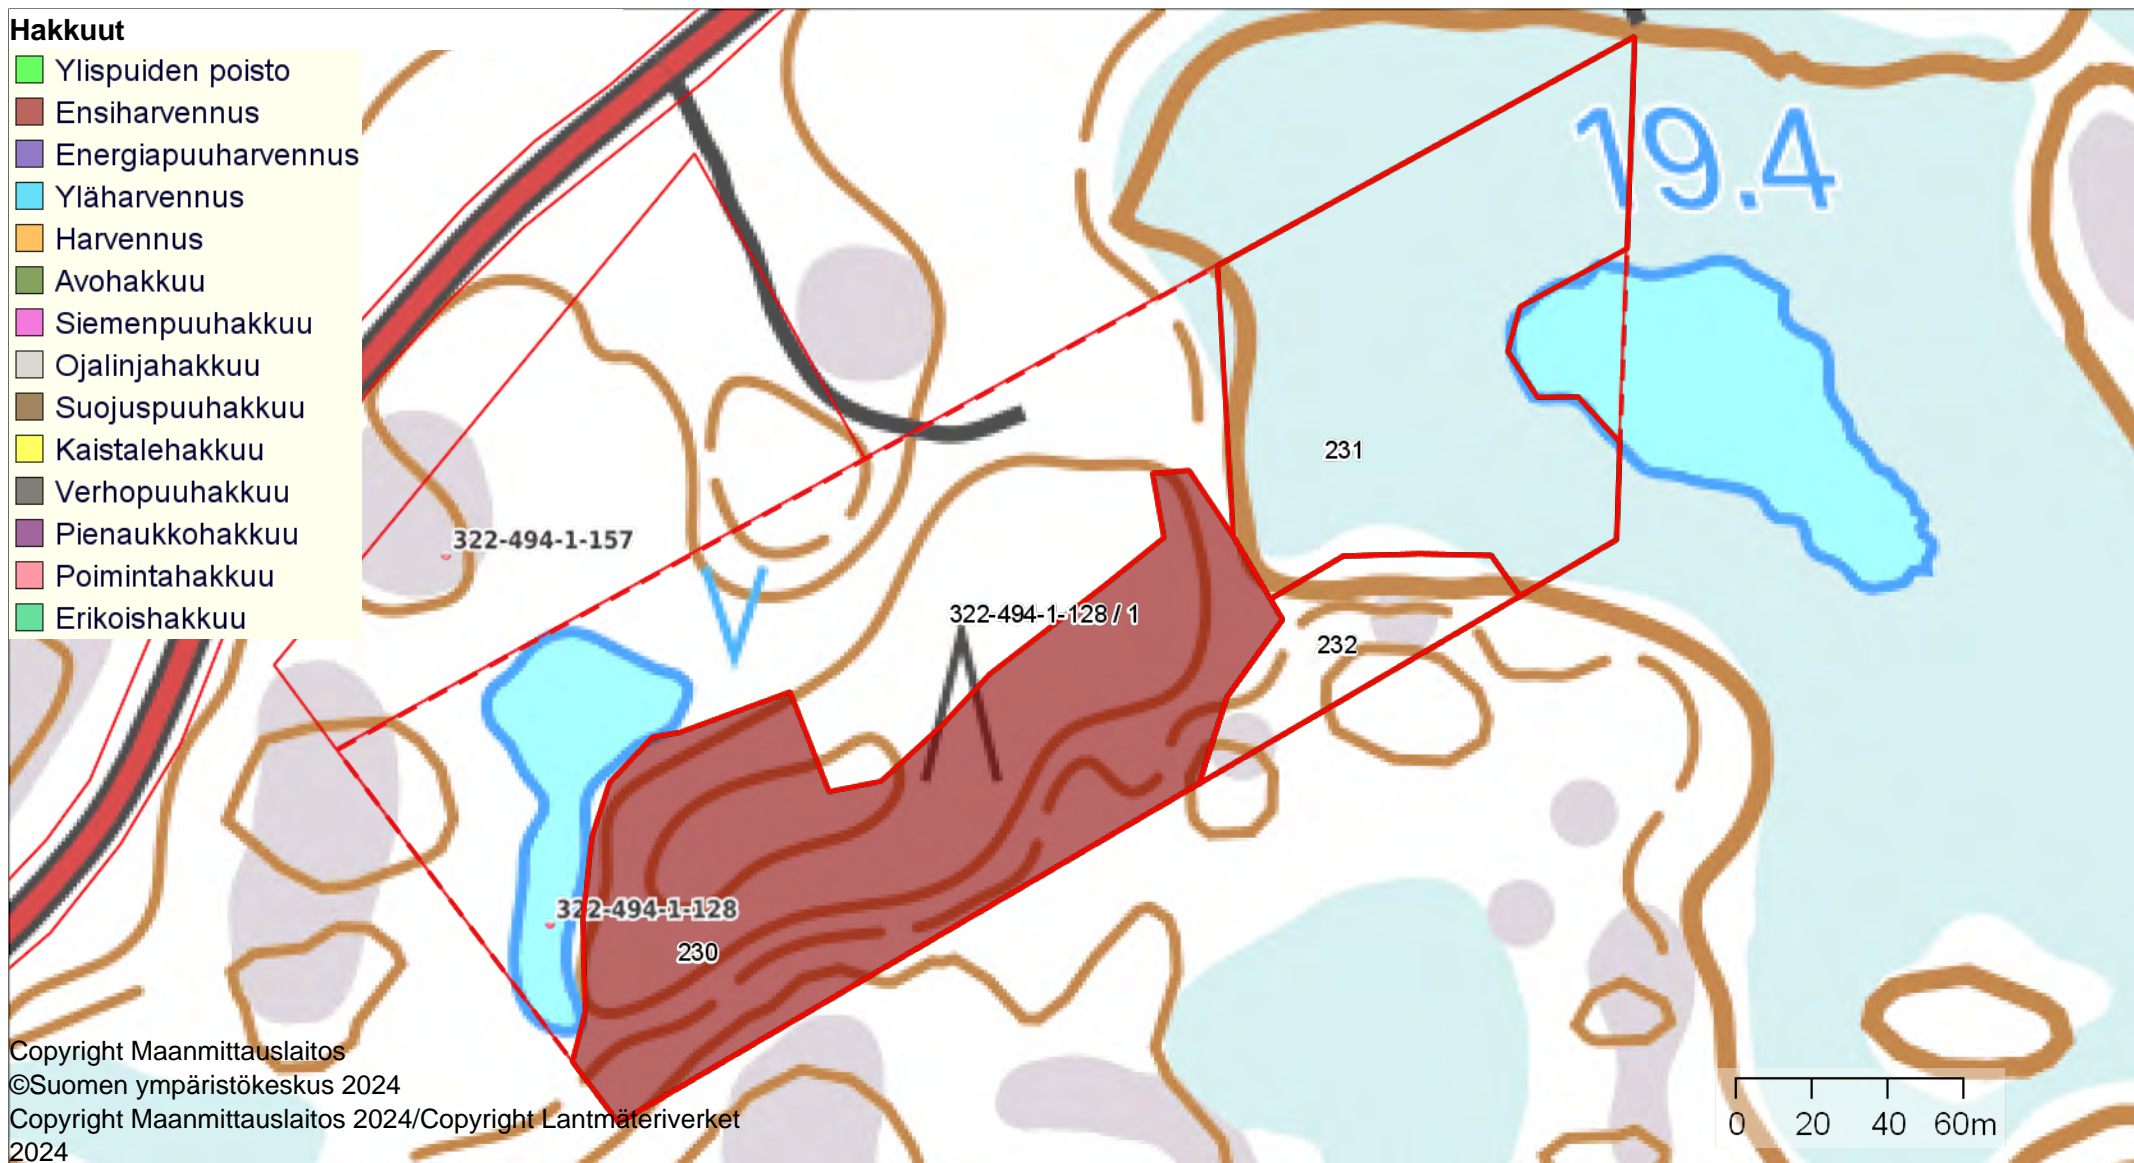 Hakkuut
Ylispuiden poisto
Ensiharvennus
Energiapuuharvennus
Yläharvennus
Harvennus
Avohakkuu
Siemenpuuhakkuu
Ojalinjahakkuu
Suojuspuuhakkuu
Kaistalehakkuu
Verhopuuhakkuu
Pienaukkohakkuu
Poimintahakkuu
Erikoishakkuu
19.4
231
322-494-1-157
322-494-1-128 / 1
232
322-494-1-128
230
Copyright Maanmittauslaitos
©Suomen ympäristökeskus 2024
Copyright Maanmittauslaitos 2024/Copyright Lantmäteriverket
2024
0 20 40 60m